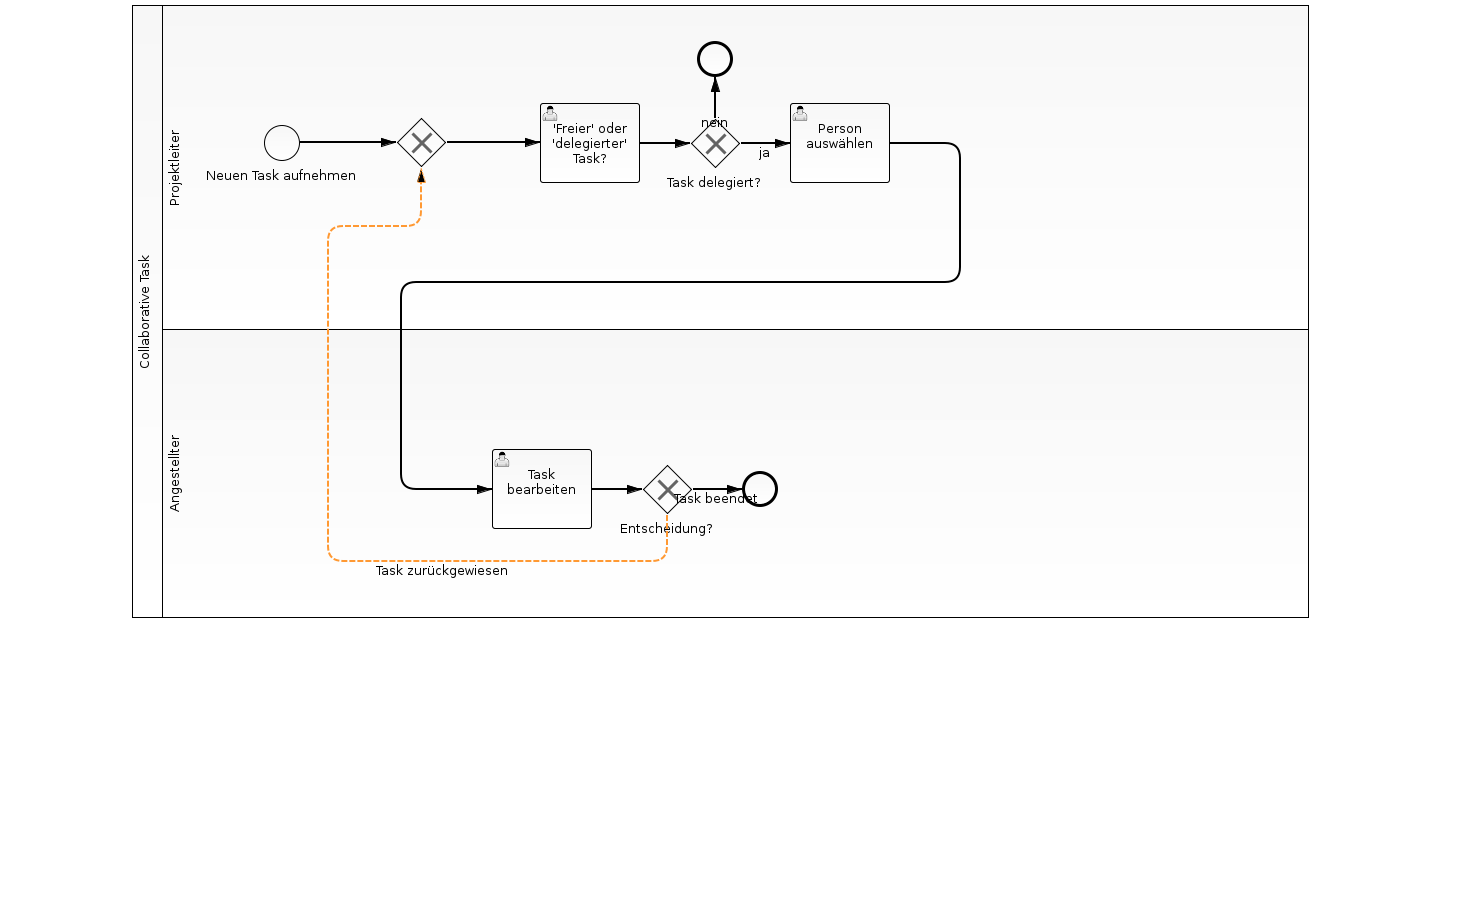 Collaborative Task
Projektleiter
Neuen Task aufnehmen
'Freier' oder
'delegierter'
Task?
nein
Task delegiert?
ja
Person
auswählen
Angestellter
Task
bearbeiten
Entscheidung?
Task beendet
Task zurückgewiesen